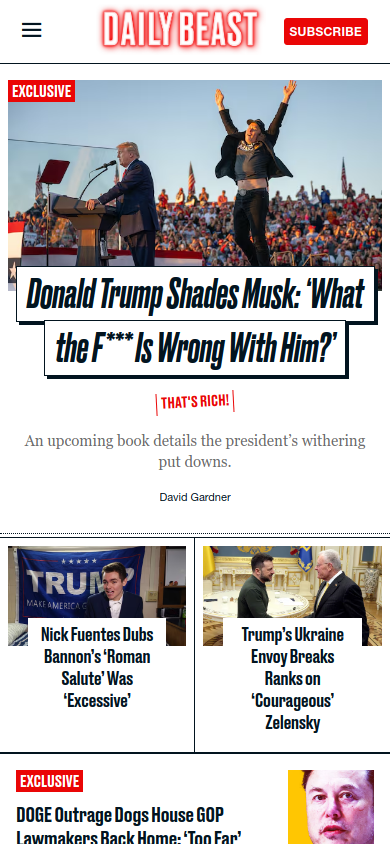 DAILY BEAST
SUBSCRIBE
EXCLUSIVE
Donald Trump Shades Musk: ‘What
the F*** Is Wrong With Him?’
THAT'S RICH!
An upcoming book details the president’s withering
put downs.
David Gardner
TRUMP
MAKE AMERICA G
Nick Fuentes Dubs
Bannon’s ‘Roman
Salute’ Was
‘Excessive’
Trump’s Ukraine
Envoy Breaks
Ranks on
‘Courageous’
Zelensky
EXCLUSIVE
DOGE Outrage Dogs House GOP
Lawmakers Back Home: ‘Too Far’